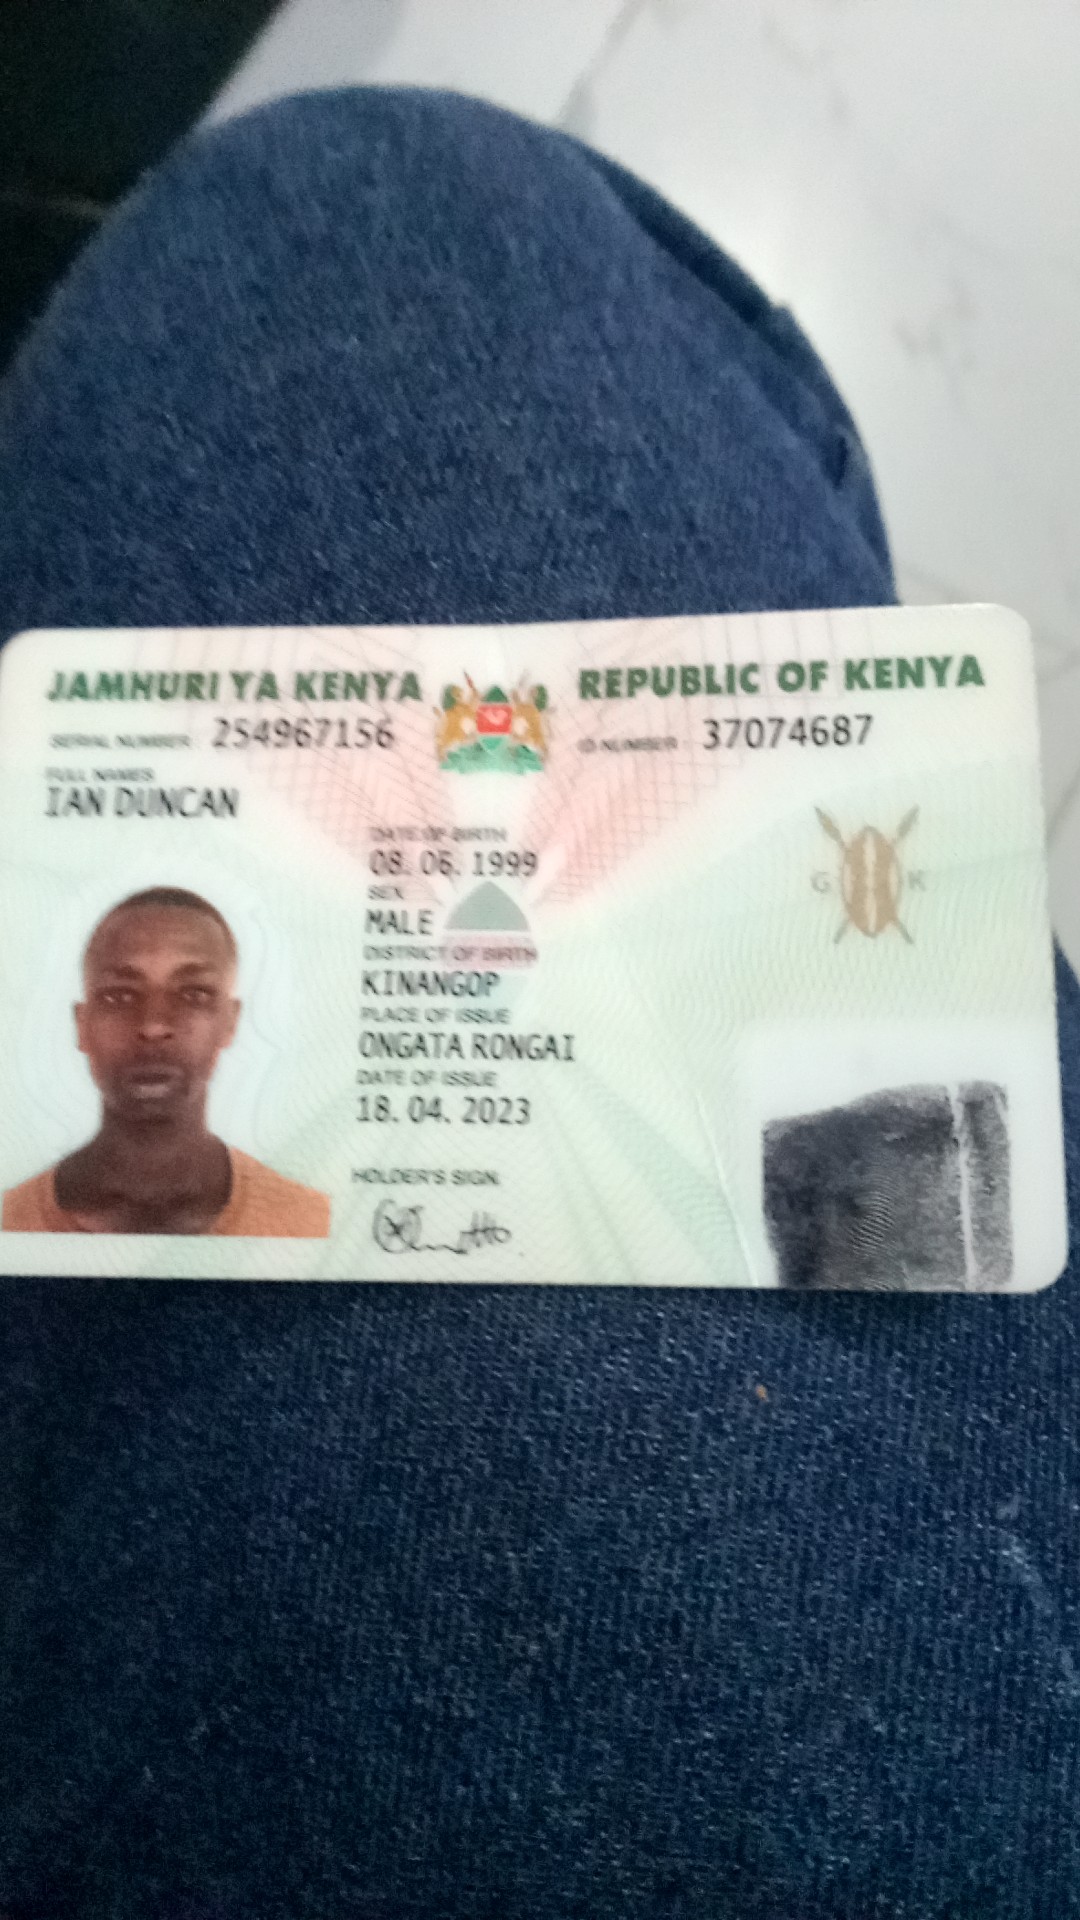 JAMHURI YA KENYA REPUBLIC OF KENYA
SERIAL NUMBER: 254967156 ID NUMBER: 37074687
FULL NAMES
IAN DUNCAN
DATE OF BIRTH
08. 06. 1999
SEX
MALE
G K
DISTRICT OF BIRTH
KINANGOP
PLACE OF ISSUE
ONGATA RONGAI
DATE OF ISSUE
18. 04. 2023
HOLDER'S SIGN.